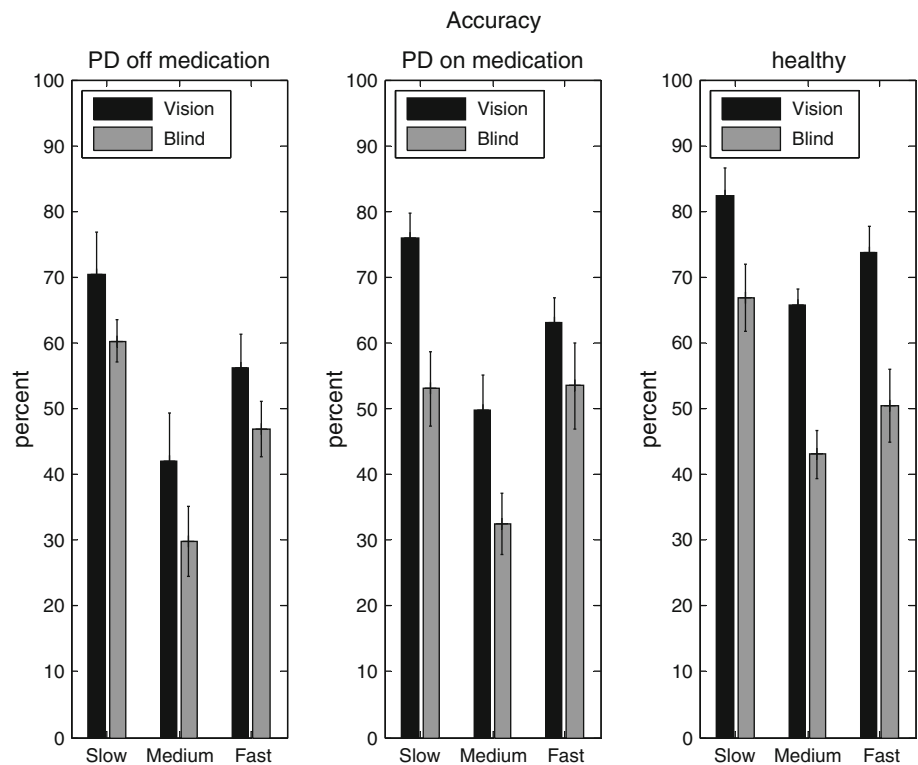 Accuracy
PD off medication
percent
100
90
80
70
60
50
40
30
20
10
0
Vision
Blind
Slow Medium Fast
PD on medication
percent
100
90
80
70
60
50
40
30
20
10
0
Vision
Blind
Slow Medium Fast
healthy
percent
100
90
80
70
60
50
40
30
20
10
0
Vision
Blind
Slow Medium Fast